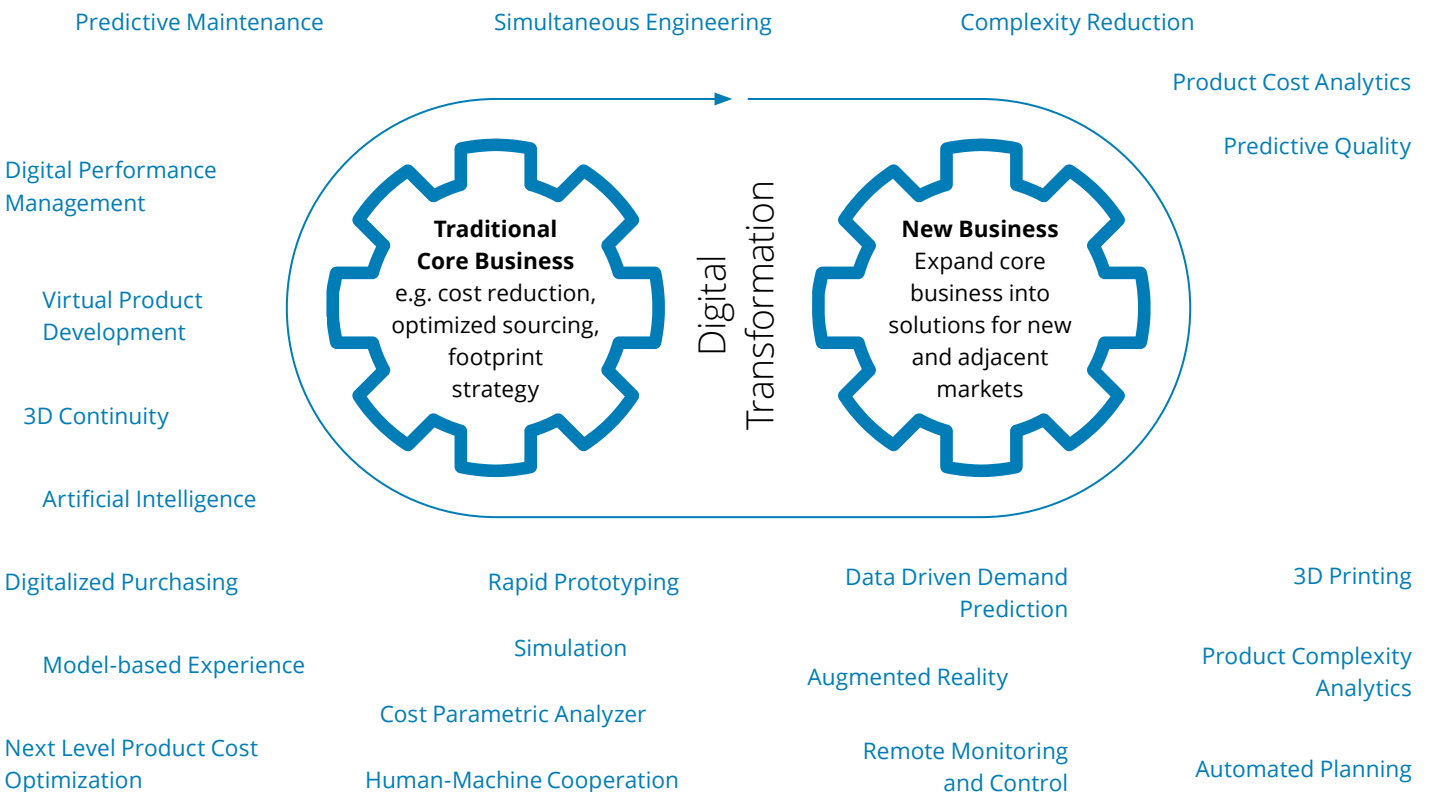 Predictive Maintenance
Simultaneous Engineering
Complexity Reduction
Product Cost Analytics
Predictive Quality
Digital Performance
Management
Virtual Product
Development
3D Continuity
Artificial Intelligence
Traditional
Core Business
e.g. cost reduction,
optimized sourcing,
footprint
strategy
Digital
Transformation
New Business
Expand core
business into
solutions for new
and adjacent
markets
Digitalized Purchasing
Model-based Experience
Next Level Product Cost
Optimization
Rapid Prototyping
Simulation
Cost Parametric Analyzer
Human-Machine Cooperation
Data Driven Demand
Prediction
Augmented Reality
Remote Monitoring
and Control
3D Printing
Product Complexity
Analytics
Automated Planning